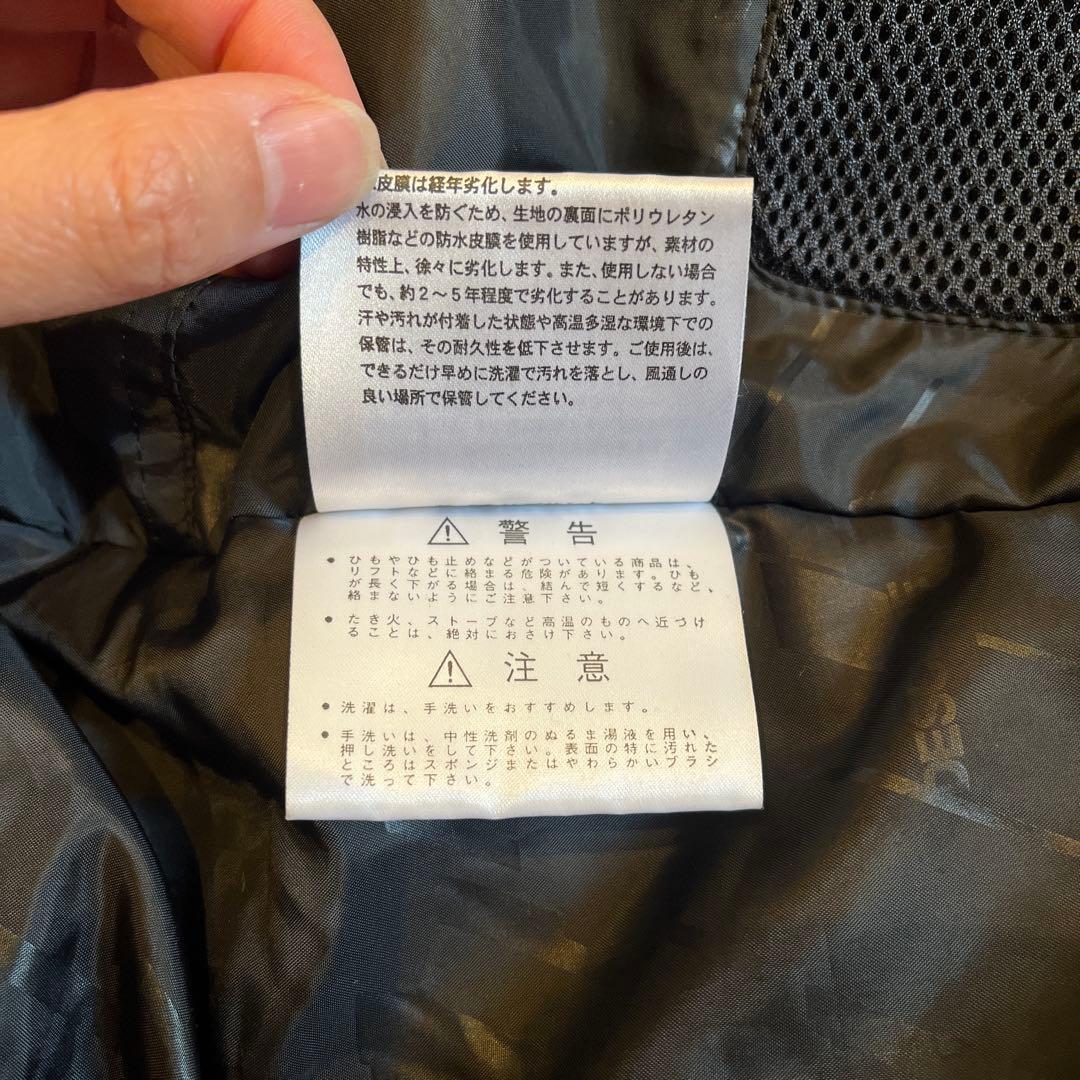 皮膜は経年劣化します。
水の浸入を防ぐため、生地の裏面にポリウレタン
樹脂などの防水皮膜を使用していますが、素材の
特性上、徐々に劣化します。また、使用しない場合
でも、約2〜5年程度で劣化することがあります。
汗や汚れが付着した状態や高温多湿な環境下での
保管は、その耐久性を低下させます。ご使用後は、
できるだけ早めに洗濯で汚れを落とし、風通しの
良い場所で保管してください。
警告
• ひもやひも止めなどがついている商品は、
リフトなどに絡まる危険があります。ひも
が長く下がる場合は、結んで短くするなど、
絡まないようにご注意下さい。
• たき火、ストーブなど高温のものへ近づけ
ることは、絶対におさけ下さい。
注意
• 洗濯は、手洗いをおすすめします。
• 手洗いは、中性洗剤のぬるま湯液を用い、
押し洗いをして下さい。表面の特に汚れた
ところはスポンジまたはやわらかいブラシ
で洗って下さい。